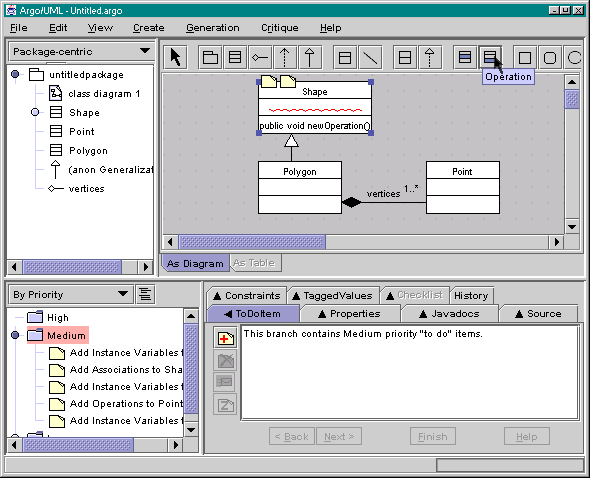 Argo/UML - Untitled.argo
File Edit View Create Generation Critique Help
Package-centric
untitledpackage
class diagram 1
Shape
Point
Polygon
(anon Generalizat
vertices
Operation
Shape
public void newOperation()
Polygon
vertices 1..*
Point
As Diagram As Table
By Priority
High
Medium
Add Instance Variables t
Add Associations to Sha
Add Instance Variables t
Add Operations to Point
Add Instance Variables t
Constraints TaggedValues Checklist History
ToDoItem Properties Javadocs Source
This branch contains Medium priority "to do" items.
< Back Next > Finish Help